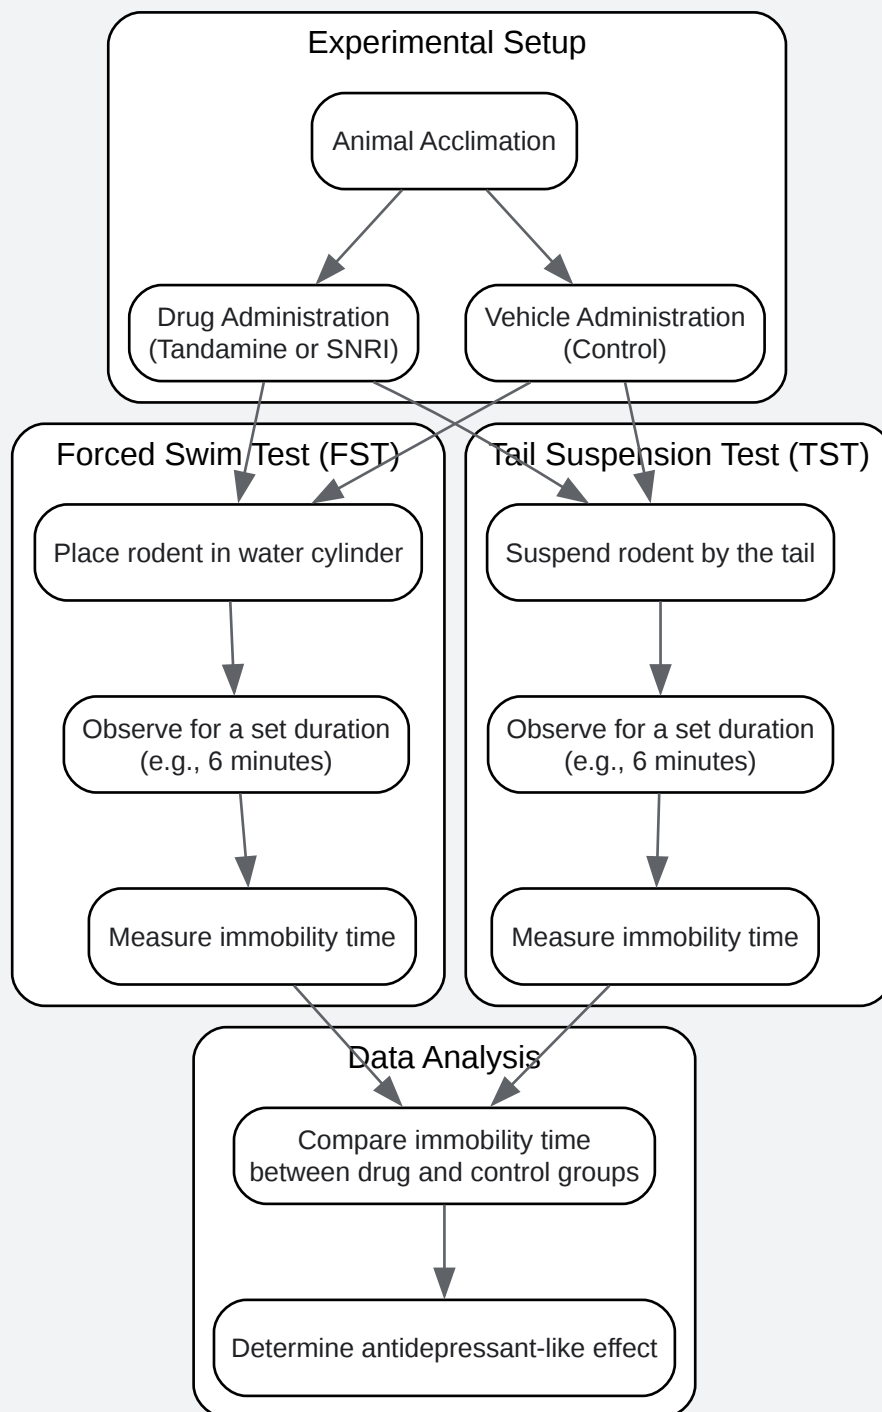 Experimental Setup
Animal Acclimation
Drug Administration
(Tandamine or SNRI)
Vehicle Administration
(Control)
Forced Swim Test (FST)
Place rodent in water cylinder
Observe for a set duration
(e.g., 6 minutes)
Measure immobility time
Tail Suspension Test (TST)
Suspend rodent by the tail
Observe for a set duration
(e.g., 6 minutes)
Measure immobility time
Data Analysis
Compare immobility time
between drug and control groups
Determine antidepressant-like effect